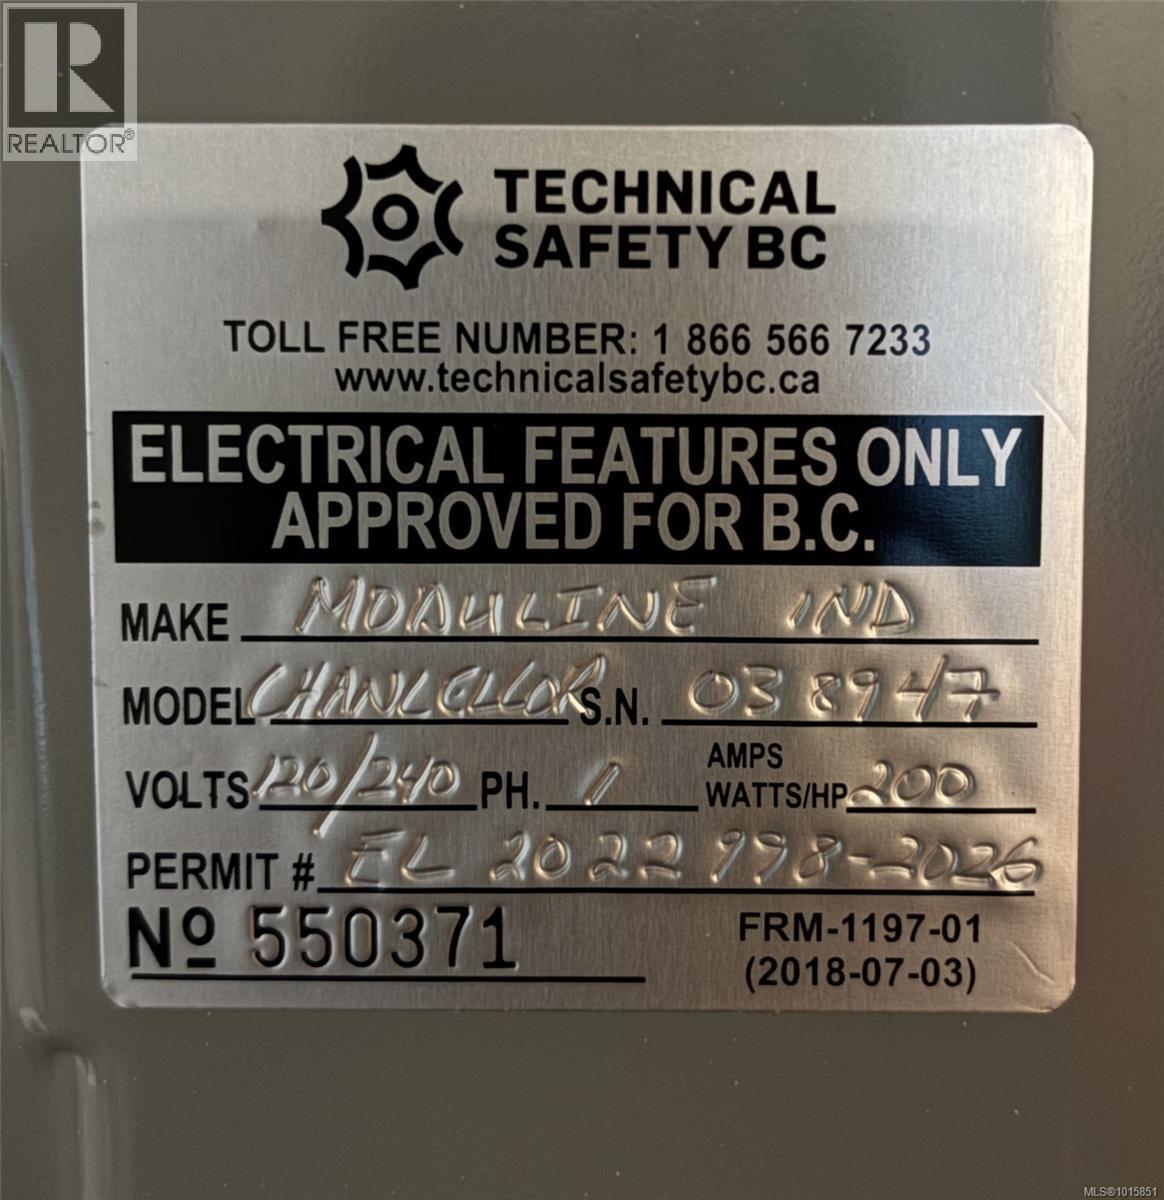 R
REALTOR®
TECHNICAL
SAFETY BC
TOLL FREE NUMBER: 1 866 566 7233
www.technicalsafetybc.ca
ELECTRICAL FEATURES ONLY
APPROVED FOR B.C.
MAKE MODULINE IND
MODEL CHANCELLOR S.N. 038947
VOLTS 120/240 PH. 1 AMPS WATTS/HP 200
PERMIT # EL 2022 998-2026
Nº 550371
FRM-1197-01
(2018-07-03)
MLS®1015851